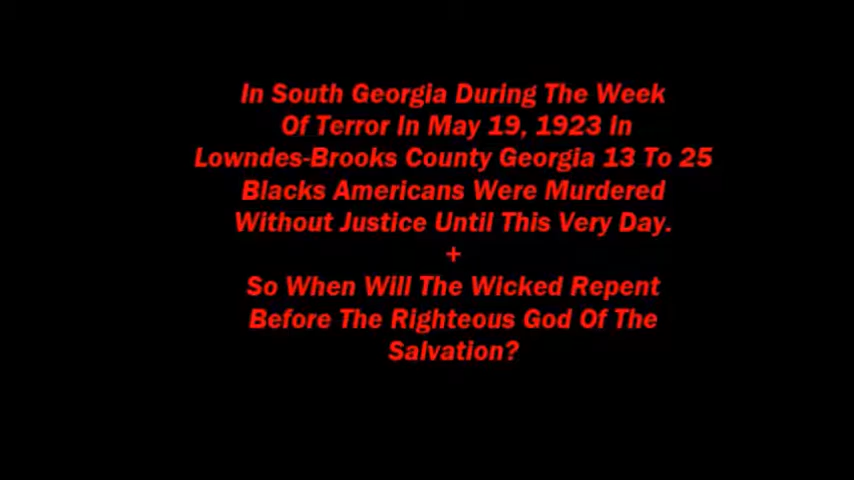 In South Georgia During The Week
Of Terror In May 19, 1923 In
Lowndes-Brooks County Georgia 13 To 25
Blacks Americans Were Murdered
Without Justice Until This Very Day.
+
So When Will The Wicked Repent
Before The Righteous God Of The
Salvation?